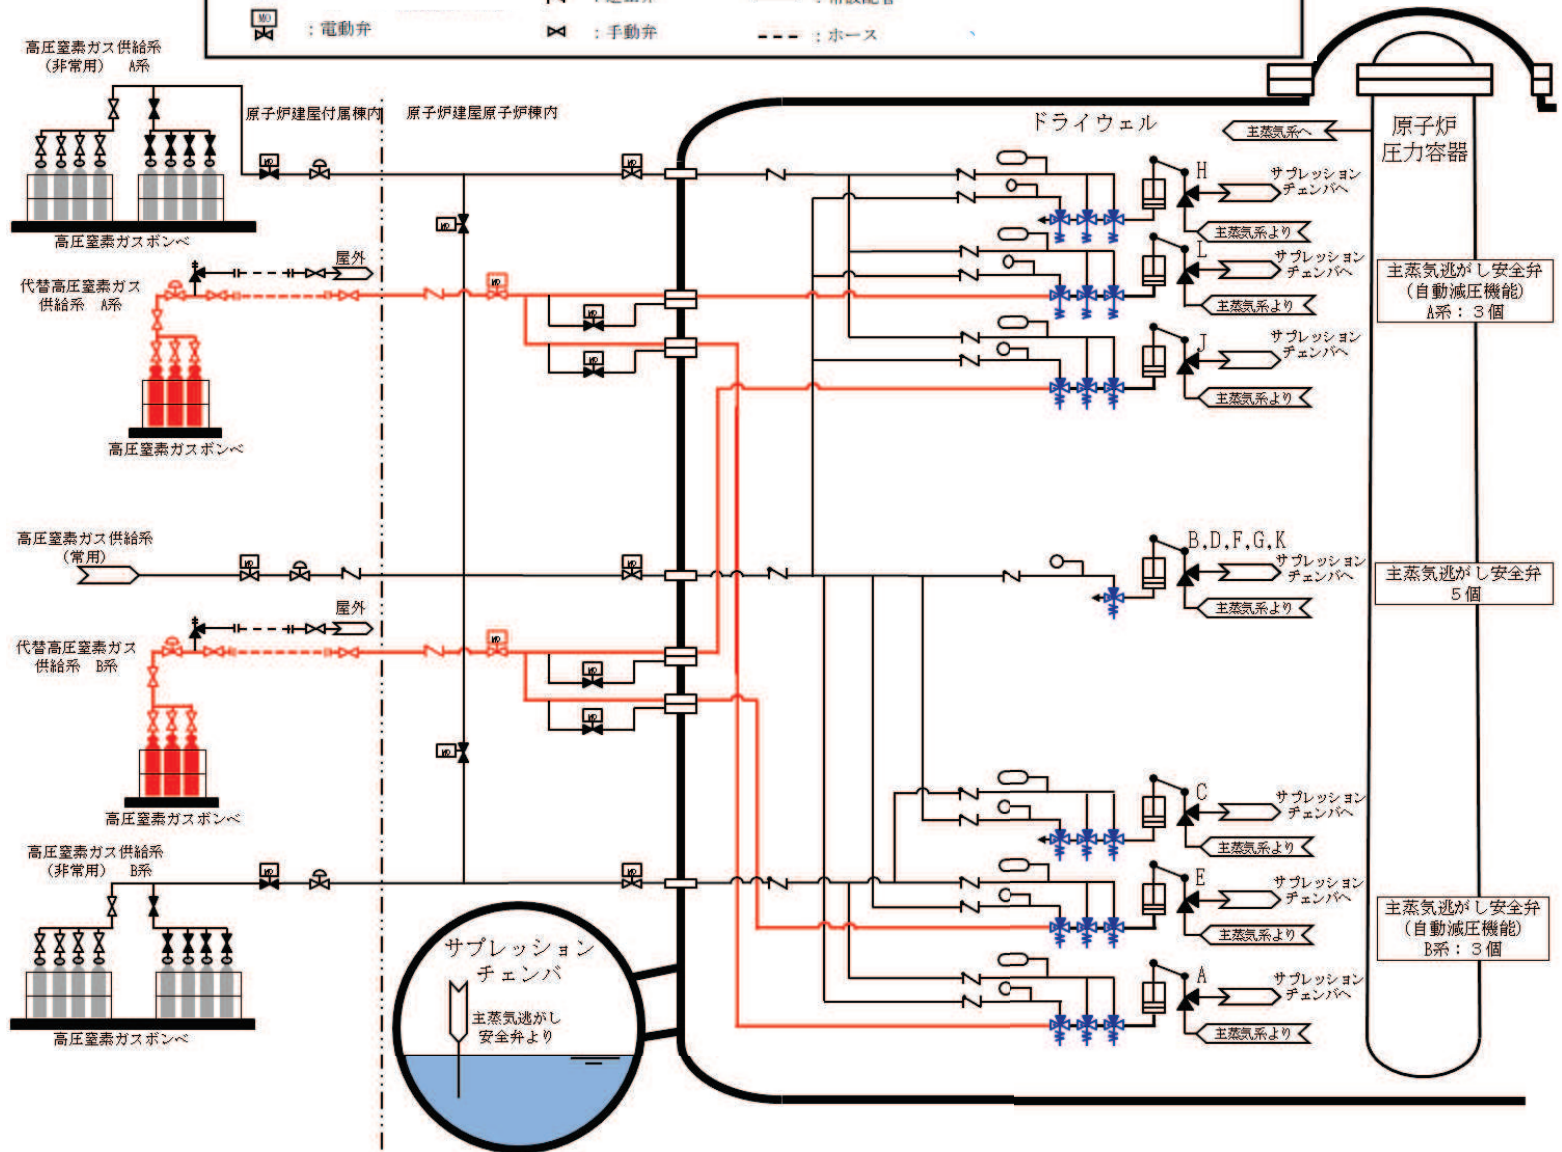 MO
：電動弁
：手動弁
：ホース
高圧窒素ガス供給系
(非常用)　A系
原子炉建屋付属棟内
原子炉建屋原子炉棟内
ドライウェル
主蒸気系へ
原子炉
圧力容器
MO
MO
MO
高圧窒素ガスボンベ
H
サプレッション
チェンバへ
主蒸気系より
屋外
代替高圧窒素ガス
供給系　A系
MO
MO
MO
高圧窒素ガスボンベ
L
サプレッション
チェンバへ
主蒸気系より
主蒸気逃がし安全弁
(自動減圧機能)
A系：３個
J
サプレッション
チェンバへ
主蒸気系より
高圧窒素ガス供給系
(常用)
MO
MO
B,D,F,G,K
サプレッション
チェンバへ
主蒸気系より
主蒸気逃がし安全弁
５個
屋外
代替高圧窒素ガス
供給系　B系
MO
MO
MO
MO
高圧窒素ガスボンベ
C
サプレッション
チェンバへ
主蒸気系より
高圧窒素ガス供給系
(非常用)　B系
MO
MO
高圧窒素ガスボンベ
E
サプレッション
チェンバへ
主蒸気系より
主蒸気逃がし安全弁
(自動減圧機能)
B系：３個
サプレッション
チェンバ
主蒸気逃がし
安全弁より
A
サプレッション
チェンバへ
主蒸気系より